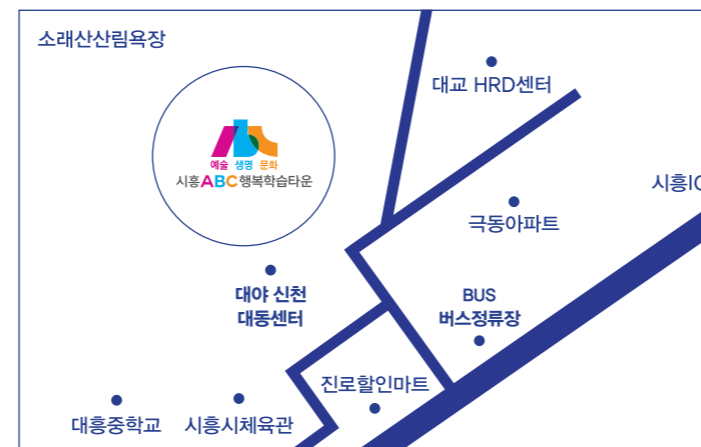 소래산산림욕장
대교 HRD센터
예술 생명 문화
시흥ABC행복학습타운
시흥IC
극동아파트
대야 신천
대동센터
BUS
버스정류장
진로할인마트
대흥중학교
시흥시체육관